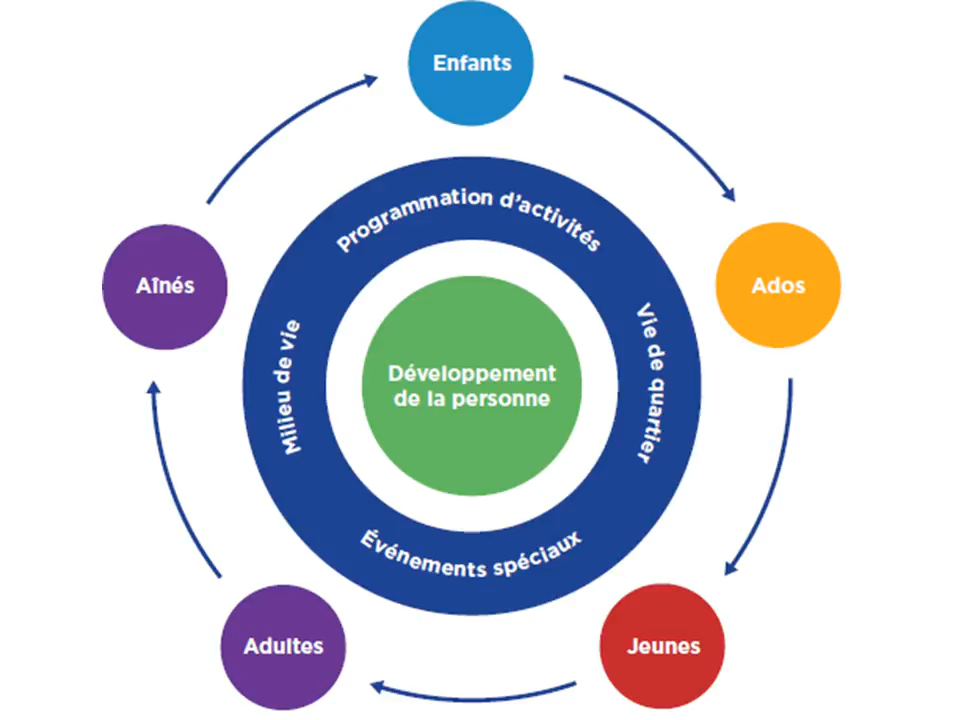 Enfants
Programmation d'activités
Aînés
Ados
Milieu de vie
Vie de quartier
Développement
de la personne
Événements spéciaux
Adultes
Jeunes